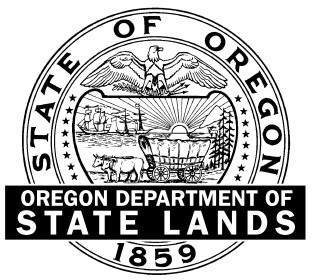 STATE OF OREGON
OREGON DEPARTMENT OF
STATE LANDS
1859